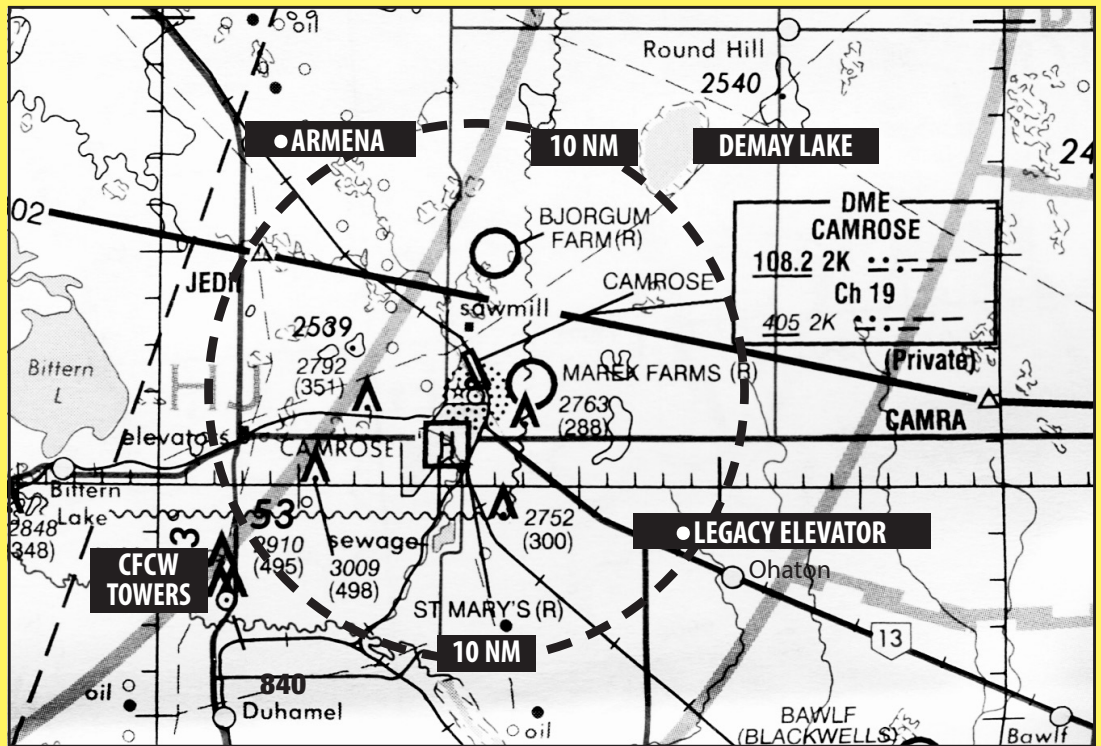 oil
Round Hill
2540
ARMENA
10 NM
DEMAY LAKE
24
02
BJORGUM
FARM(R)
DME
CAMROSE
108.2 2K
Ch 19
405 2K
(Private)
JEDH
CAMROSE
sawmill
2539
2792
(351)
MAREK FARMS (R)
2763
(288)
CAMRA
Bittern
L
elevators
CAMROSE
H
Bittern
Lake
2848
348)
53
3
2910
(495)
sewage
3009
(498)
2752
(300)
LEGACY ELEVATOR
CFCW
TOWERS
Ohaton
ST MARY'S (R)
10 NM
13
840
oil
Duhamel
oil
BAWLF
(BLACKWELLS)
Bawlf